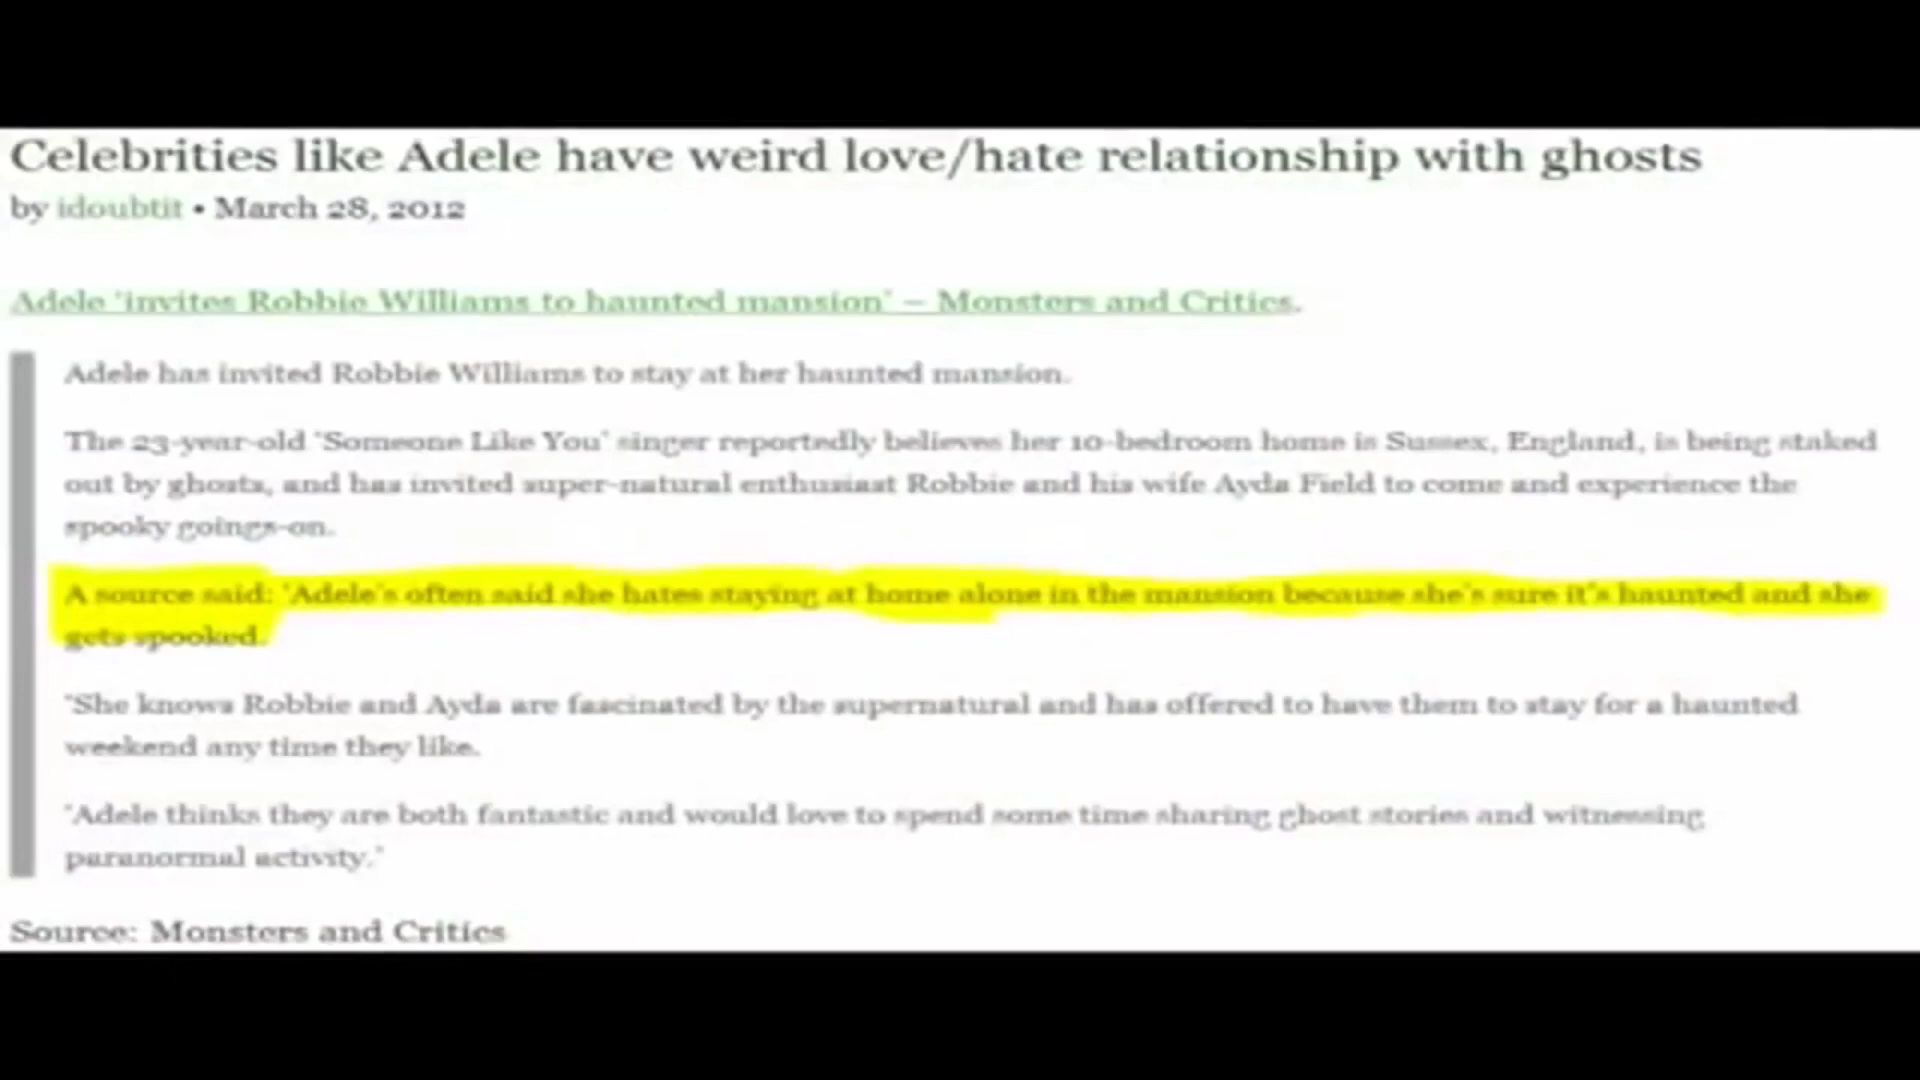 Celebrities like Adele have weird love/hate relationship with ghosts
by idoubtit • March 28, 2012
Adele 'invites Robbie Williams to haunted mansion' – Monsters and Critics.
Adele has invited Robbie Williams to stay at her haunted mansion.
The 23-year-old 'Someone Like You' singer reportedly believes her 10-bedroom home in Sussex, England, is being staked
out by ghosts, and has invited super-natural enthusiast Robbie and his wife Ayda Field to come and experience the
spooky goings-on.
A source said: 'Adele's often said she hates staying at home alone in the mansion because she's sure it's haunted and she
gets spooked.
'She knows Robbie and Ayda are fascinated by the supernatural and has offered to have them to stay for a haunted
weekend any time they like.
'Adele thinks they are both fantastic and would love to spend some time sharing ghost stories and witnessing
paranormal activity.'
Source: Monsters and Critics